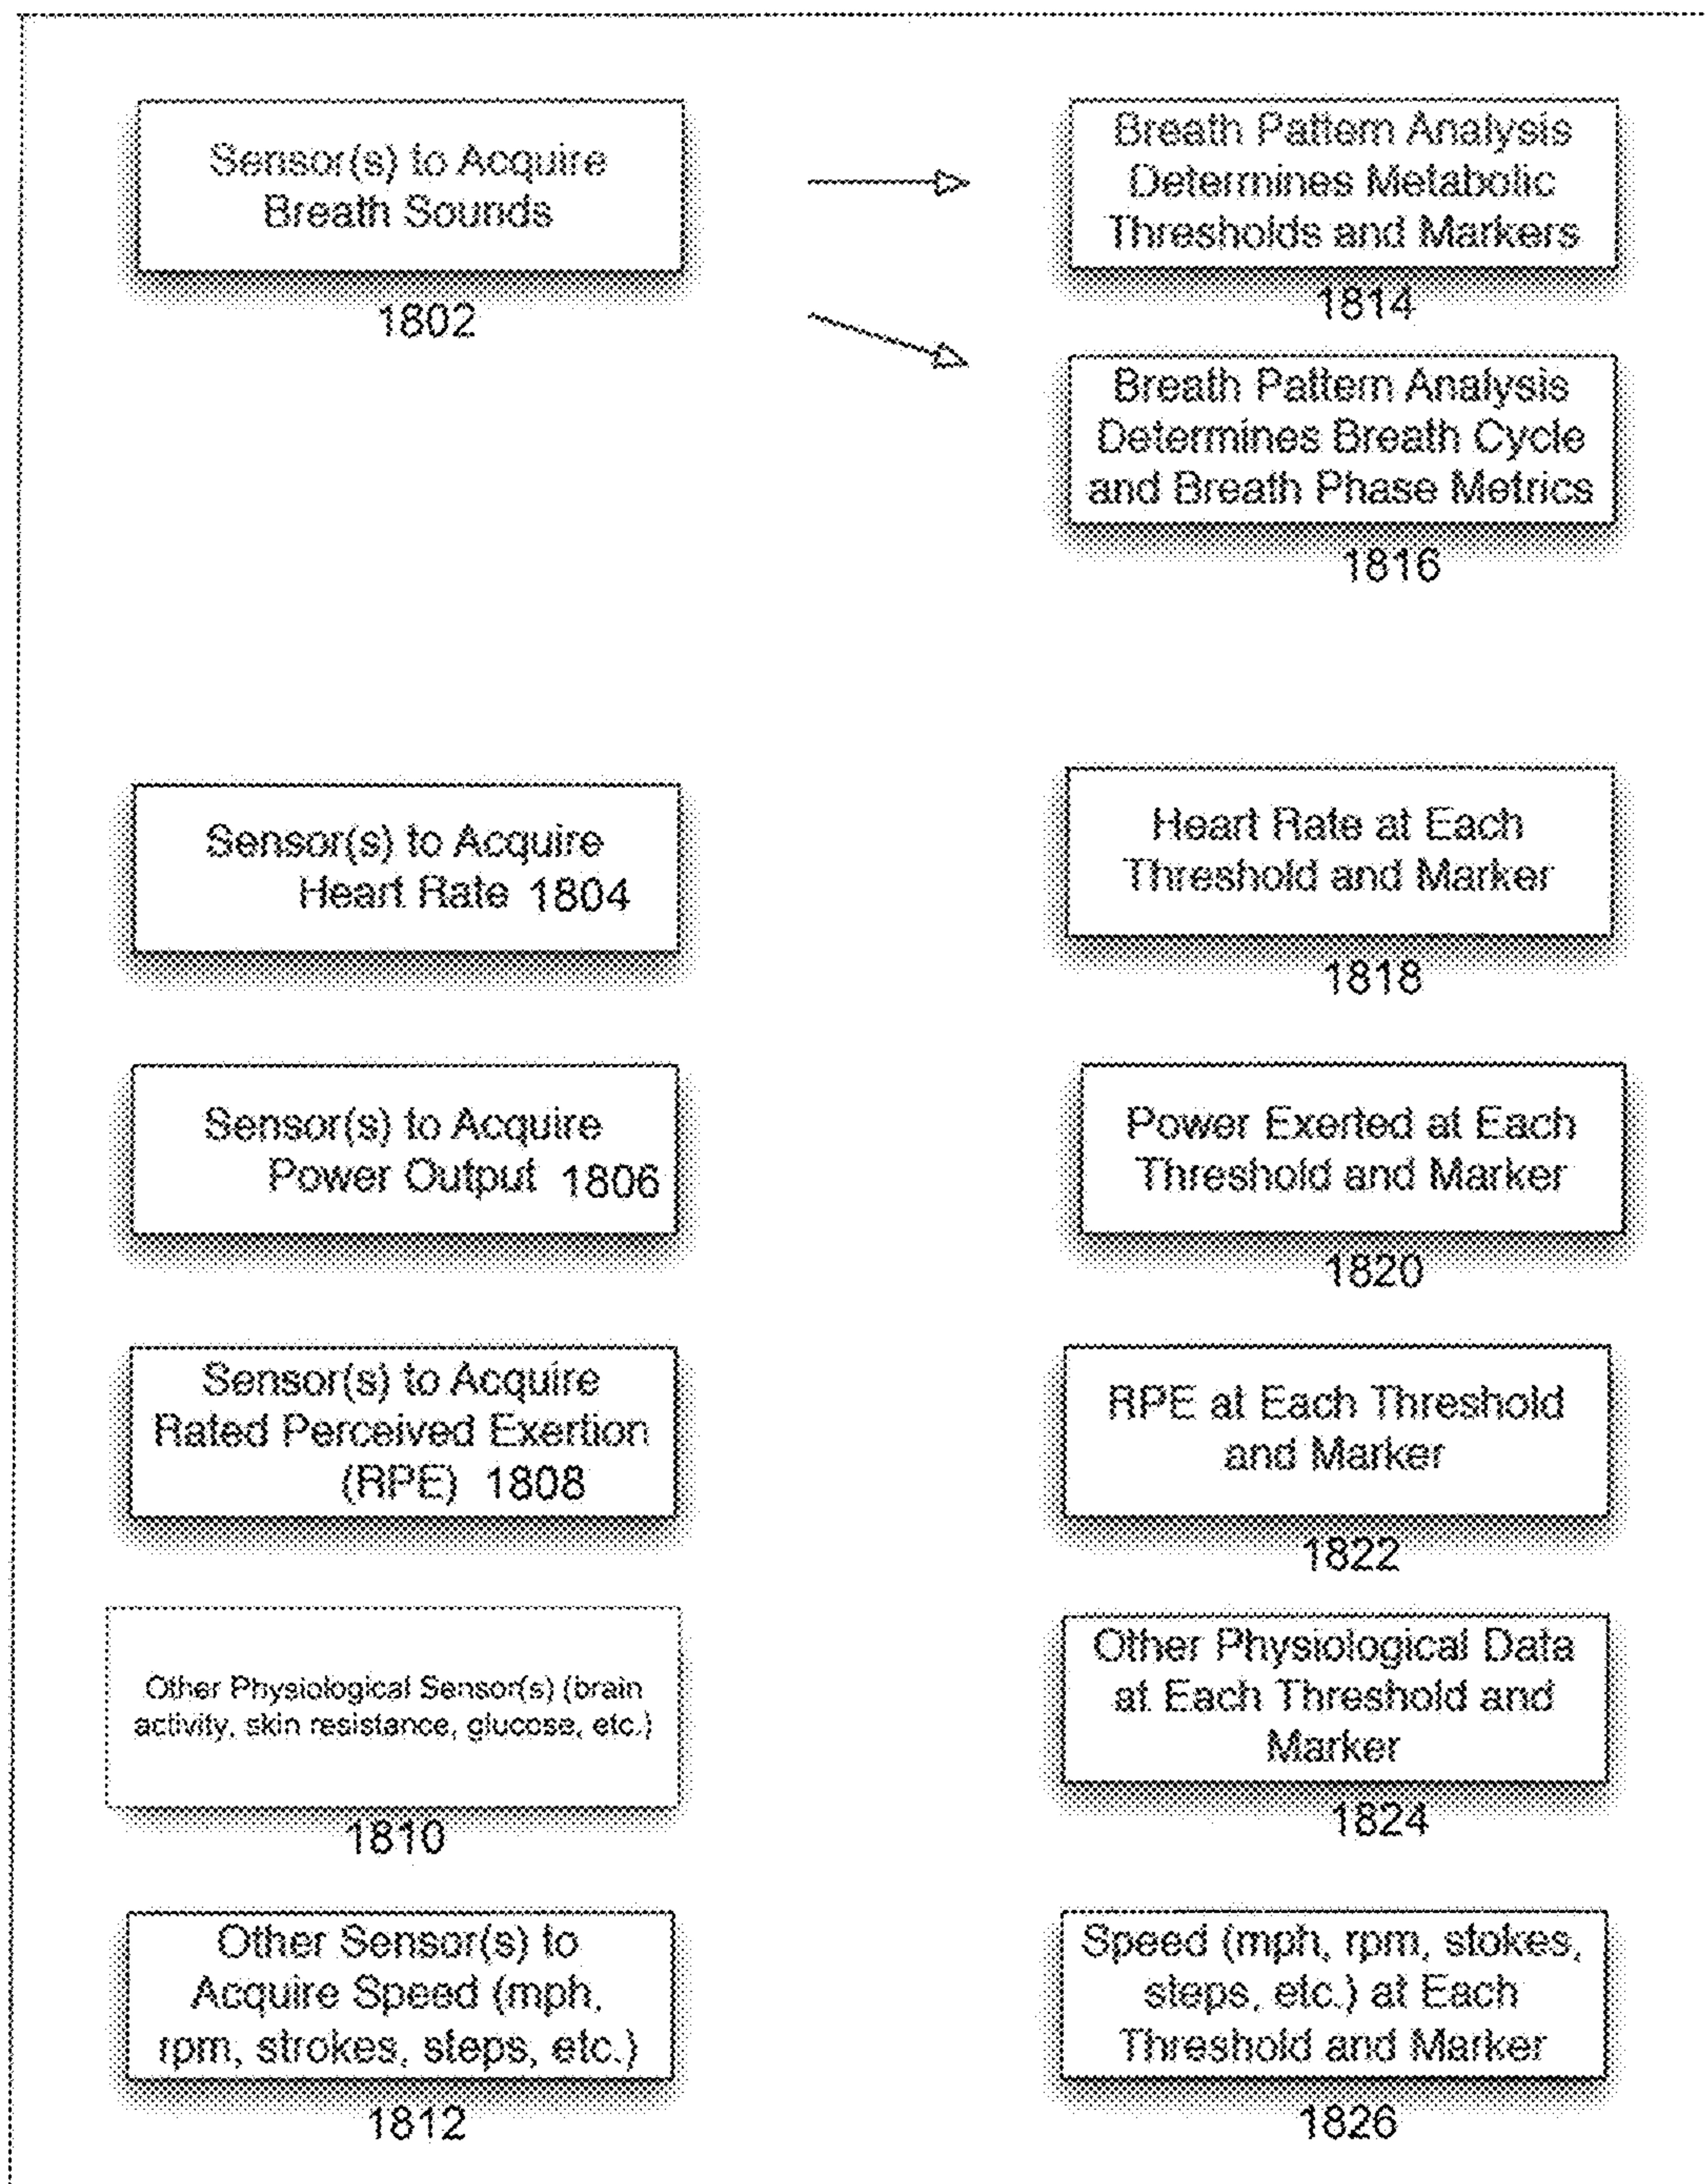 Sensor(s) to Acquire
Breath Sounds
1802
Breath Pattern Analysis
Determines Metabolic
Thresholds and Markers
1814
Breath Pattern Analysis
Determines Breath Cycle
and Breath Phase Metrics
1816
Sensor(s) to Acquire
Heart Rate 1804
Heart Rate at Each
Threshold and Marker
1818
Sensor(s) to Acquire
Power Output 1806
Power Exerted at Each
Threshold and Marker
1820
Sensor(s) to Acquire
Rated Perceived Exertion
(RPE) 1808
RPE at Each Threshold
and Marker
1822
Other Physiological Sensor(s) (brain
activity, skin resistance, glucose, etc.)
1810
Other Physiological Data
at Each Threshold and
Marker
1824
Other Sensor(s) to
Acquire Speed (mph,
rpm, strokes, steps, etc.)
1812
Speed (mph, rpm, stokes,
steps, etc.) at Each
Threshold and Marker
1826